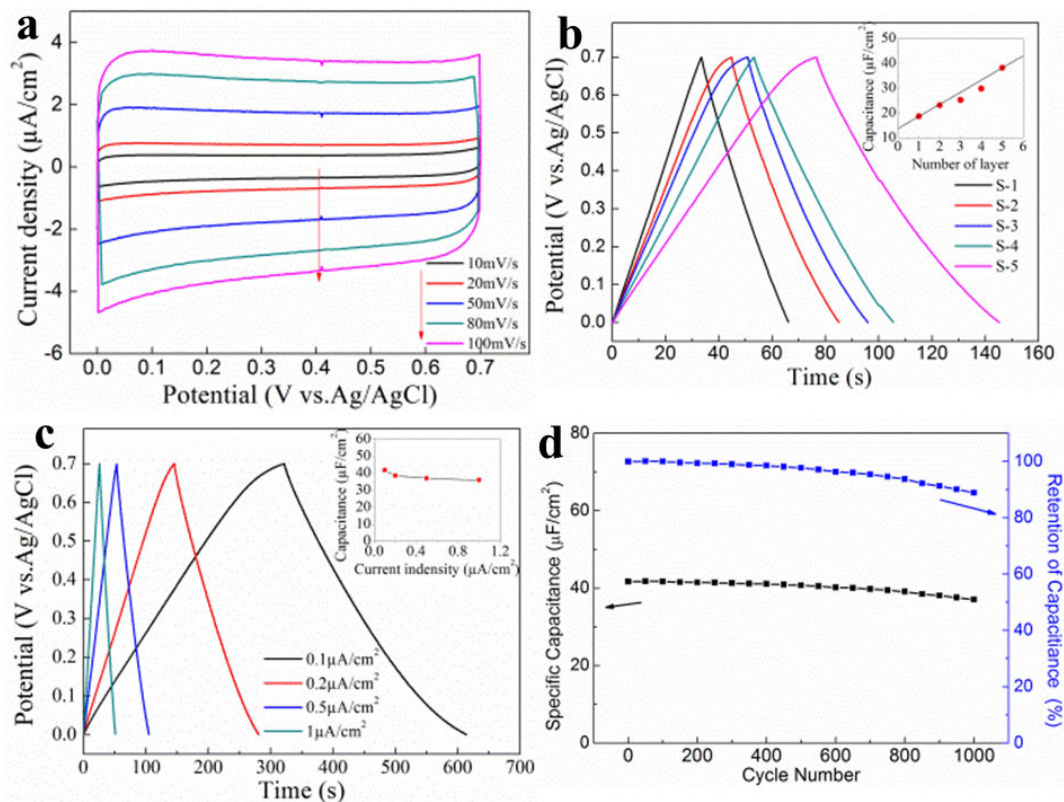 a
4
2
0
-2
-4
-6
Current density (µA/cm²)
10mV/s
20mV/s
50mV/s
80mV/s
100mV/s
0.0 0.1 0.2 0.3 0.4 0.5 0.6 0.7
Potential (V vs.Ag/AgCl)
b
0.7
0.6
0.5
0.4
0.3
0.2
0.1
0.0
Potential (V vs.Ag/AgCl)
50
40
30
20
10
Capacitance (µF/cm²)
0 1 2 3 4 5 6
Number of layer
S-1
S-2
S-3
S-4
S-5
0 20 40 60 80 100 120 140 160
Time (s)
c
0.7
0.6
0.5
0.4
0.3
0.2
0.1
0.0
Potential (V vs.Ag/AgCl)
60
50
40
30
20
10
0
Capacitance (µF/cm²)
0.0 0.4 0.8 1.2
Current indensity (µA/cm²)
0.1µA/cm²
0.2µA/cm²
0.5µA/cm²
1µA/cm²
0 100 200 300 400 500 600 700
Time (s)
d
80
60
40
20
0
Specific Capacitance (µF/cm²)
100
80
60
40
20
0
Retention of Capacitiance (%)
0 200 400 600 800 1000
Cycle Number